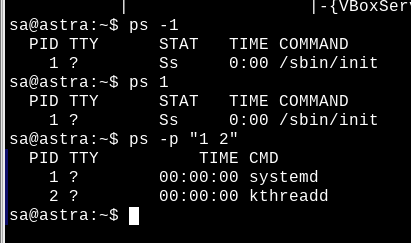 |                   |-{VBoxServ
sa@astra:~$ ps -1
  PID TTY      STAT   TIME COMMAND
    1 ?        Ss     0:00 /sbin/init
sa@astra:~$ ps 1
  PID TTY      STAT   TIME COMMAND
    1 ?        Ss     0:00 /sbin/init
sa@astra:~$ ps -p "1 2"
  PID TTY          TIME CMD
    1 ?        00:00:00 systemd
    2 ?        00:00:00 kthreadd
sa@astra:~$